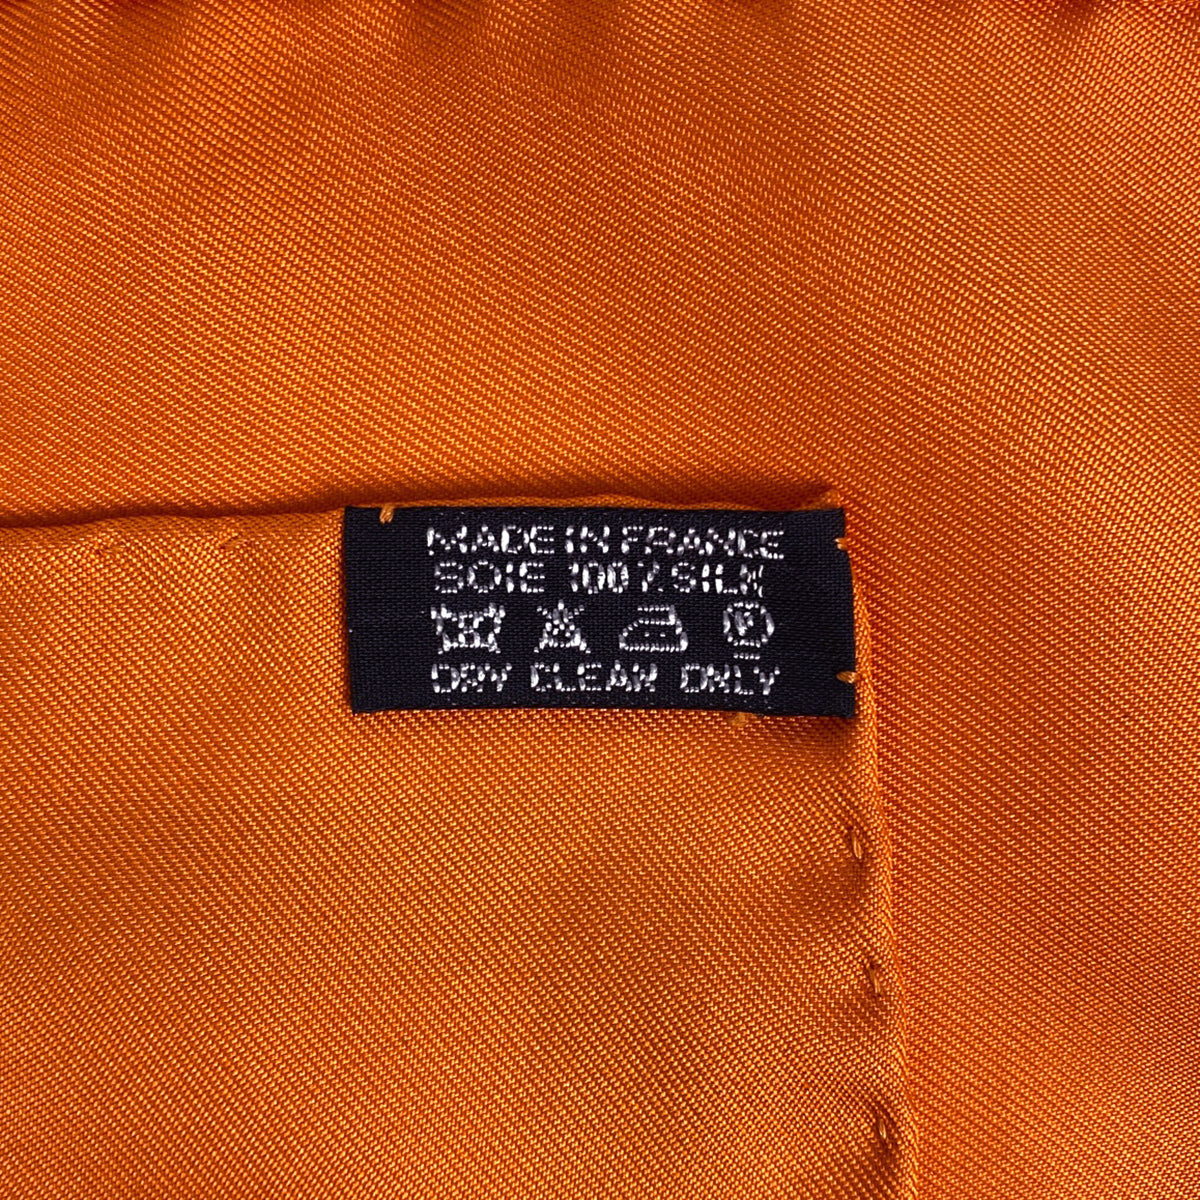 MADE IN FRANCE
SOIE 100% SILK
F
DRY CLEAN ONLY